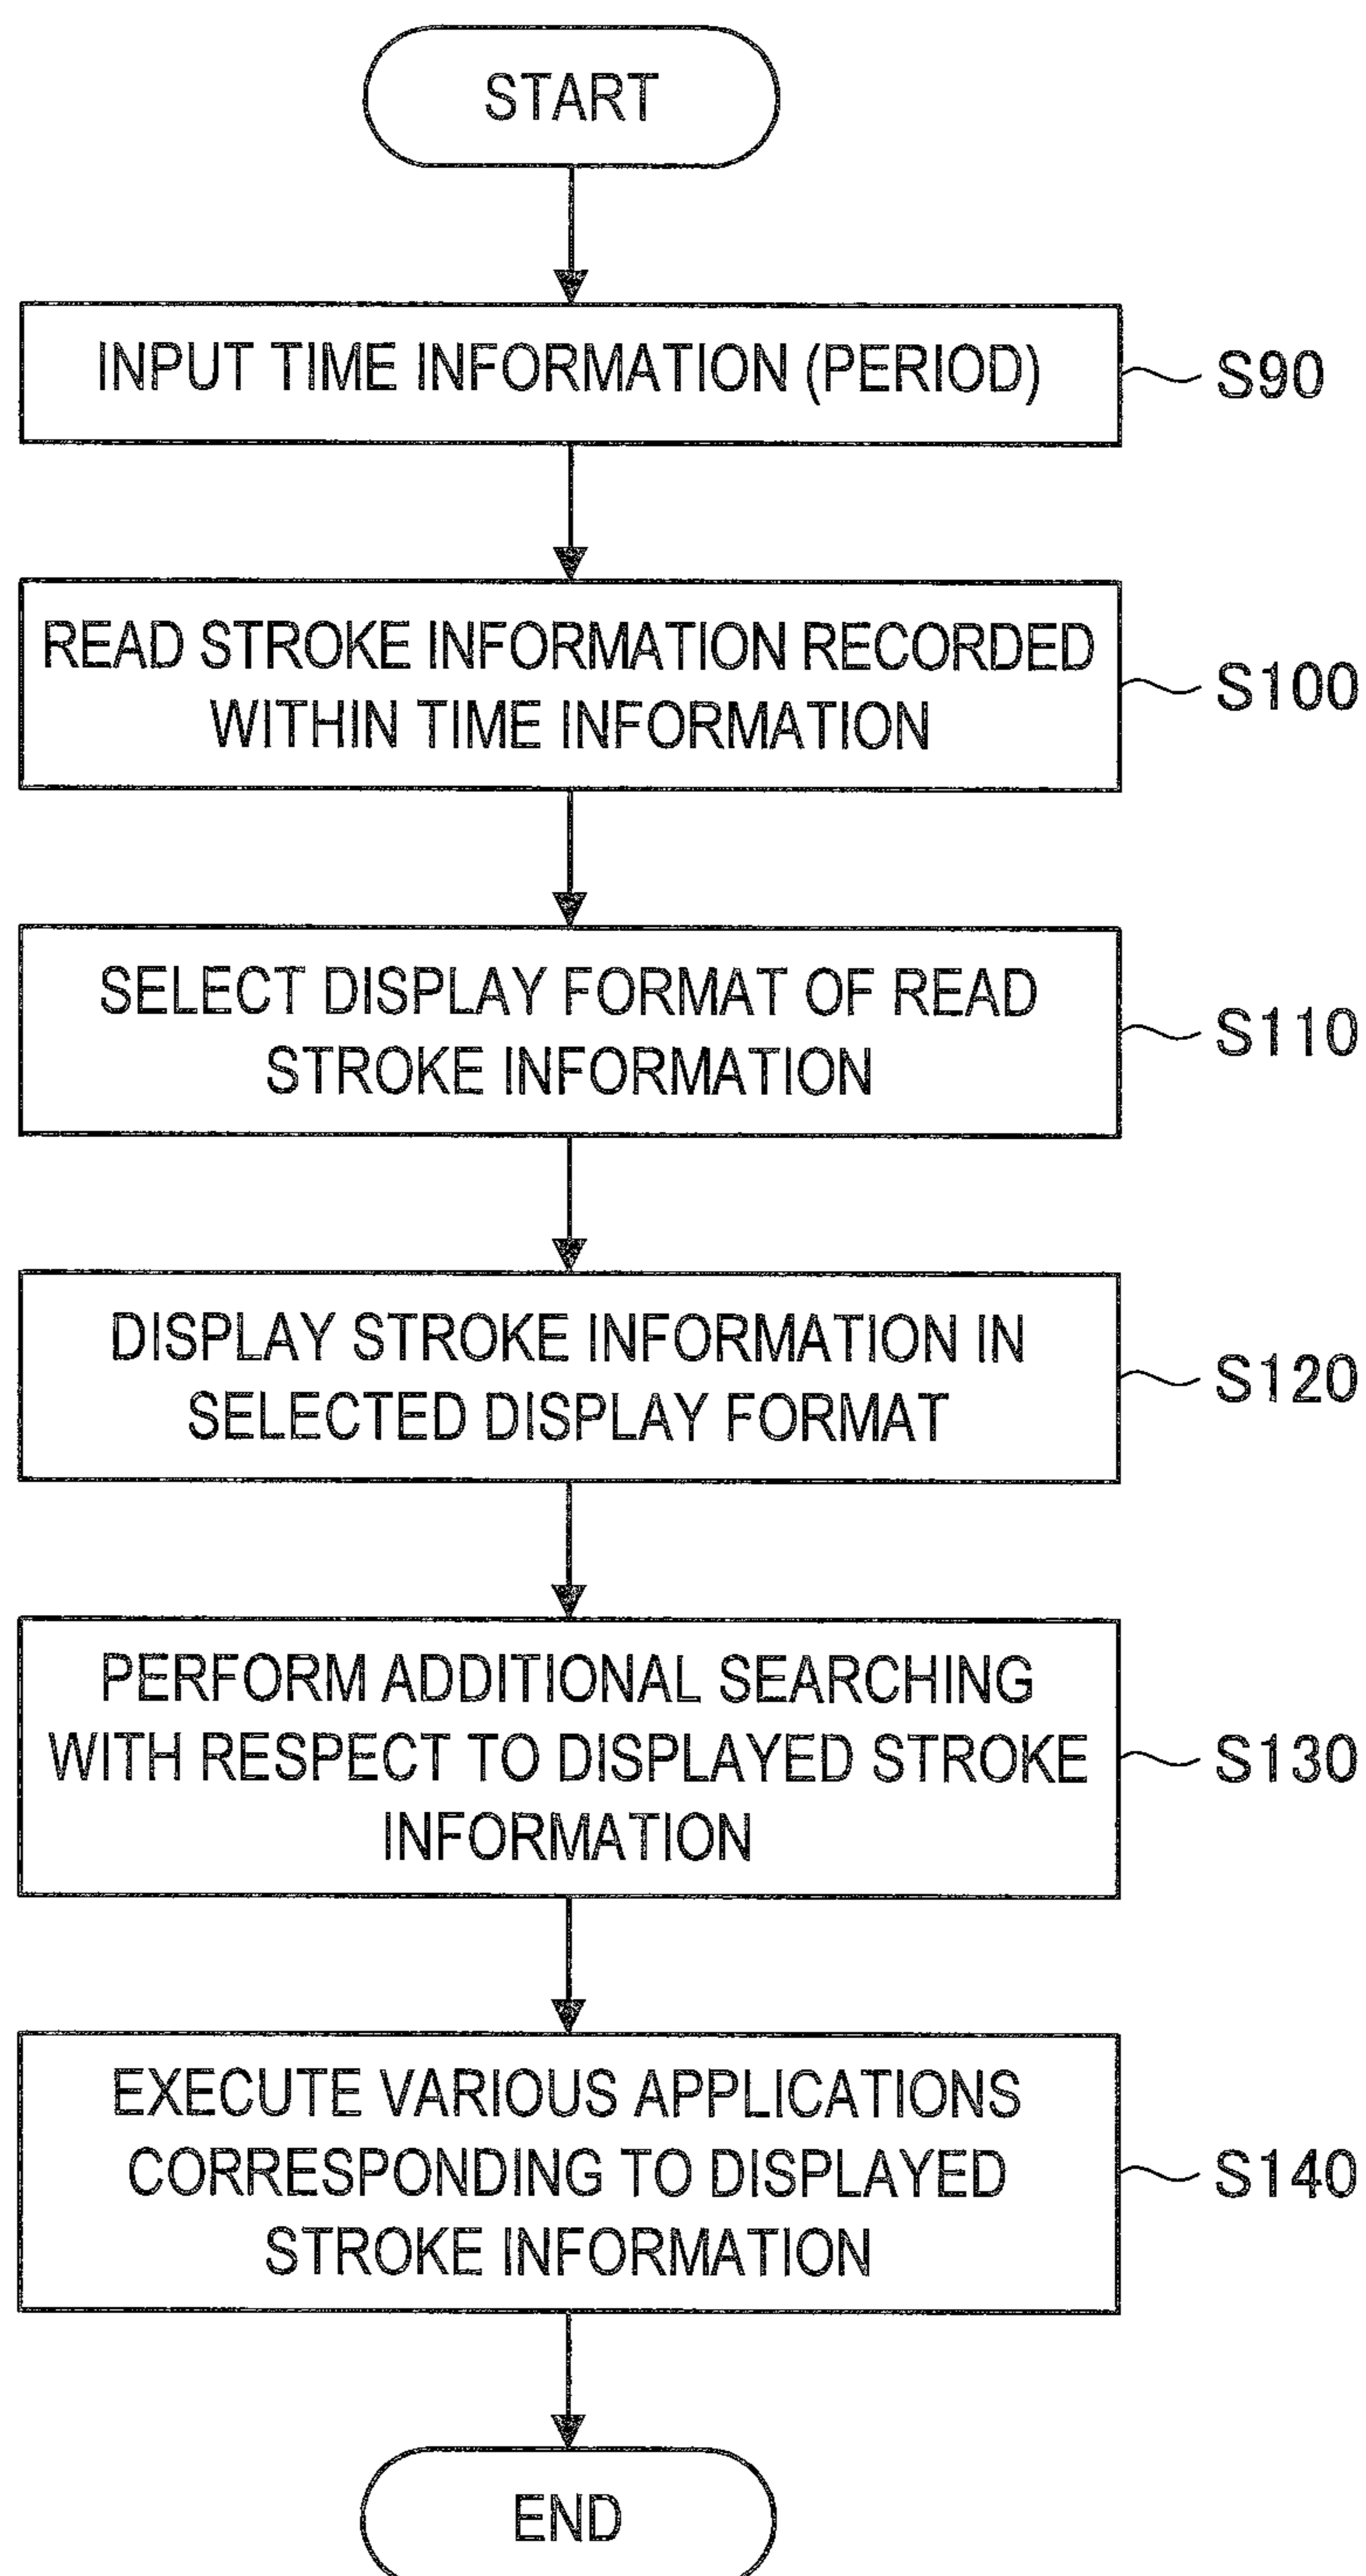 START
INPUT TIME INFORMATION (PERIOD)
S90
READ STROKE INFORMATION RECORDED
WITHIN TIME INFORMATION
S100
SELECT DISPLAY FORMAT OF READ
STROKE INFORMATION
S110
DISPLAY STROKE INFORMATION IN
SELECTED DISPLAY FORMAT
S120
PERFORM ADDITIONAL SEARCHING
WITH RESPECT TO DISPLAYED STROKE
INFORMATION
S130
EXECUTE VARIOUS APPLICATIONS
CORRESPONDING TO DISPLAYED
STROKE INFORMATION
S140
END